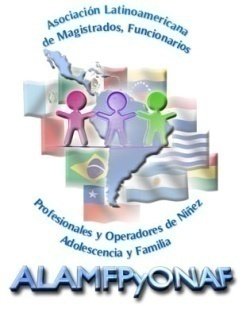 Asociación Latinoamericana
de Magistrados, Funcionarios
Profesionales y Operadores de Niñez
Adolescencia y Familia
ALAMFPyONAF